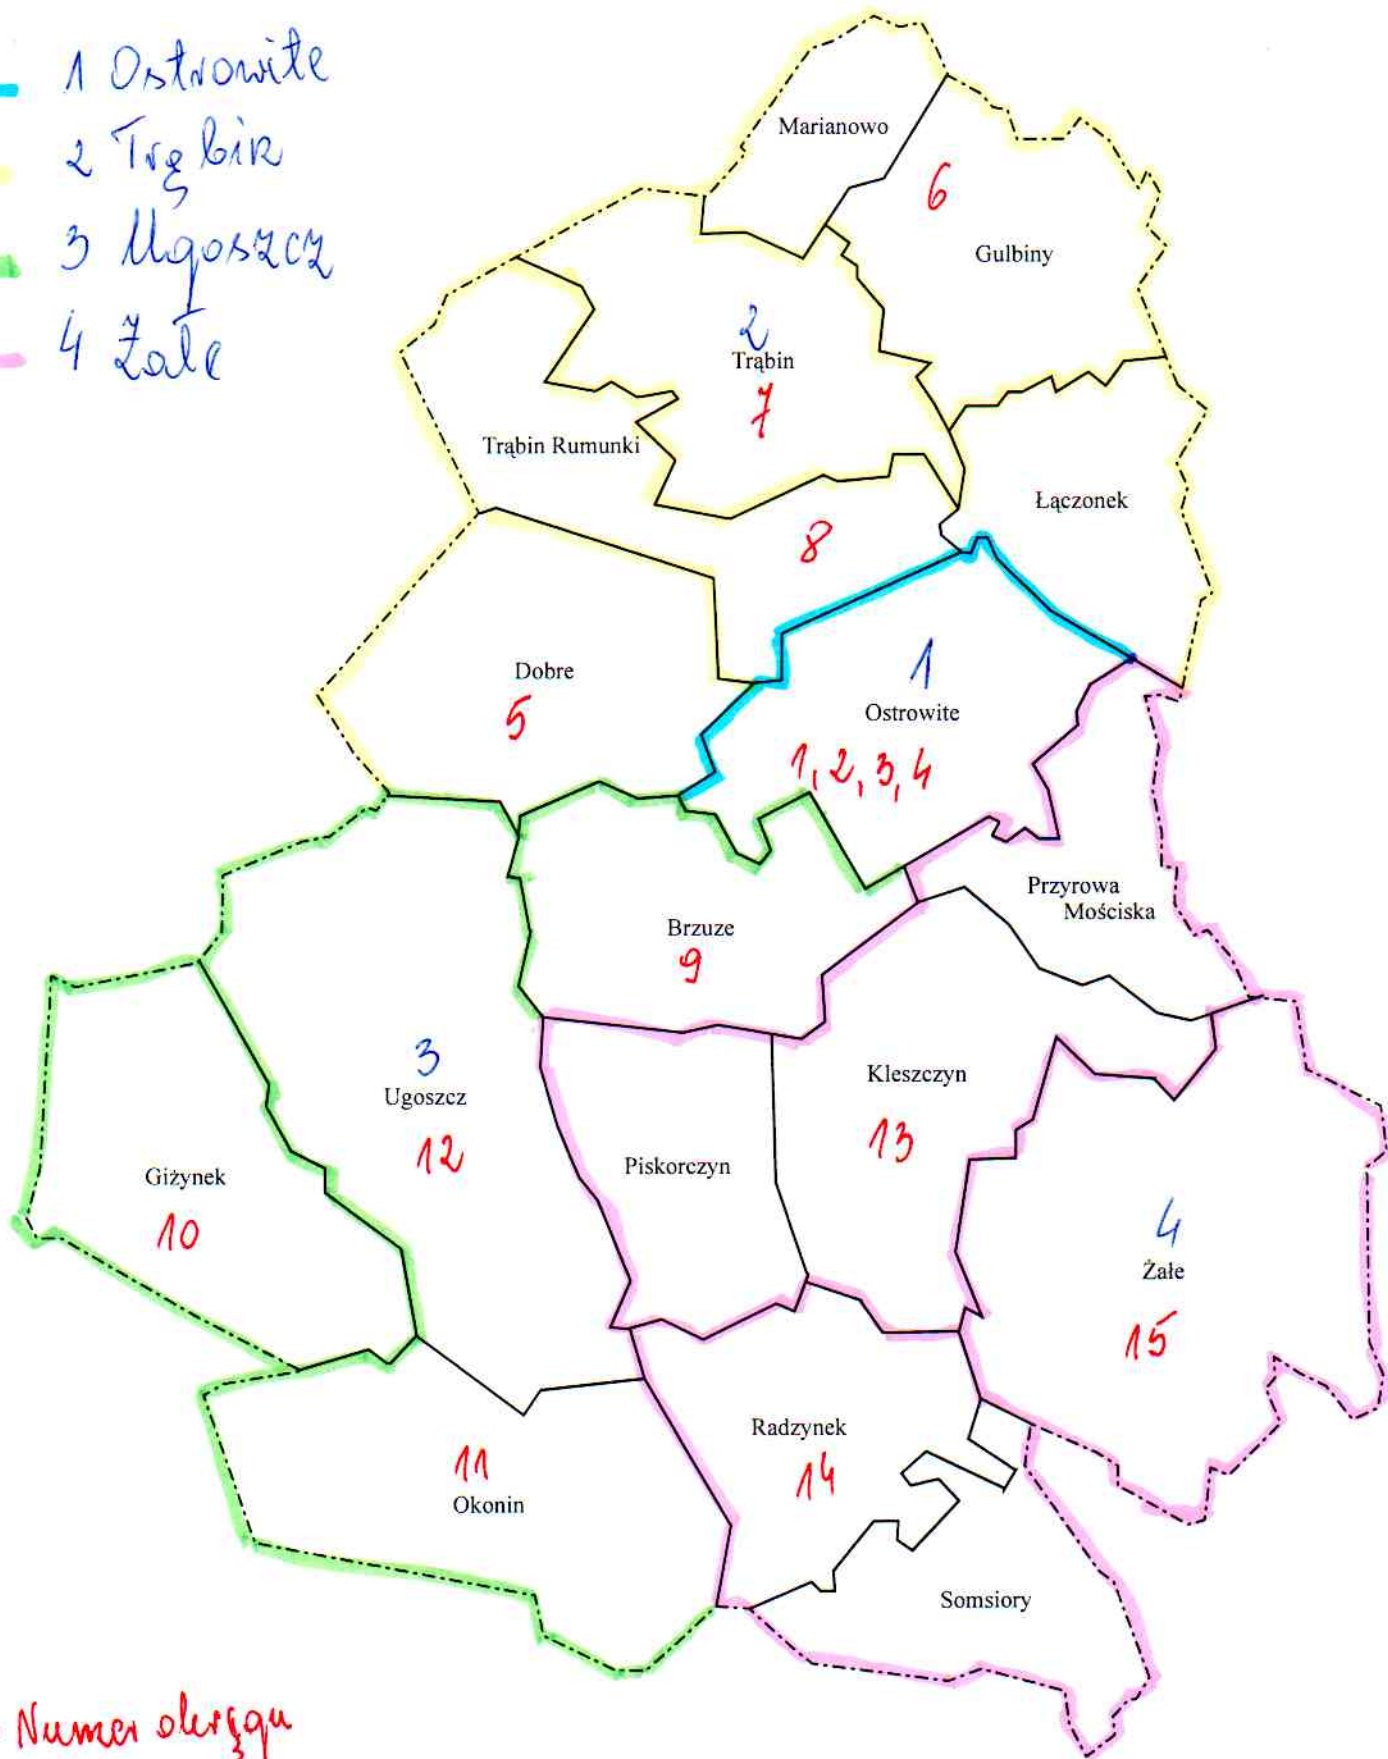 1 Ostrowite
2 Trąbin
3 Ugoszcz
4 Żałe
Marianowo
6
Gulbiny
2
Trąbin
7
Trąbin Rumunki
Łączonek
8
Dobre
5
1
Ostrowite
1, 2, 3, 4
Przyrowa
Mościska
Brzuze
9
3
Ugoszcz
12
Kleszczyn
13
Giżynek
10
Piskorczyn
4
Żałe
15
Radzynek
14
11
Okonin
Somsiory
Numer okręgu